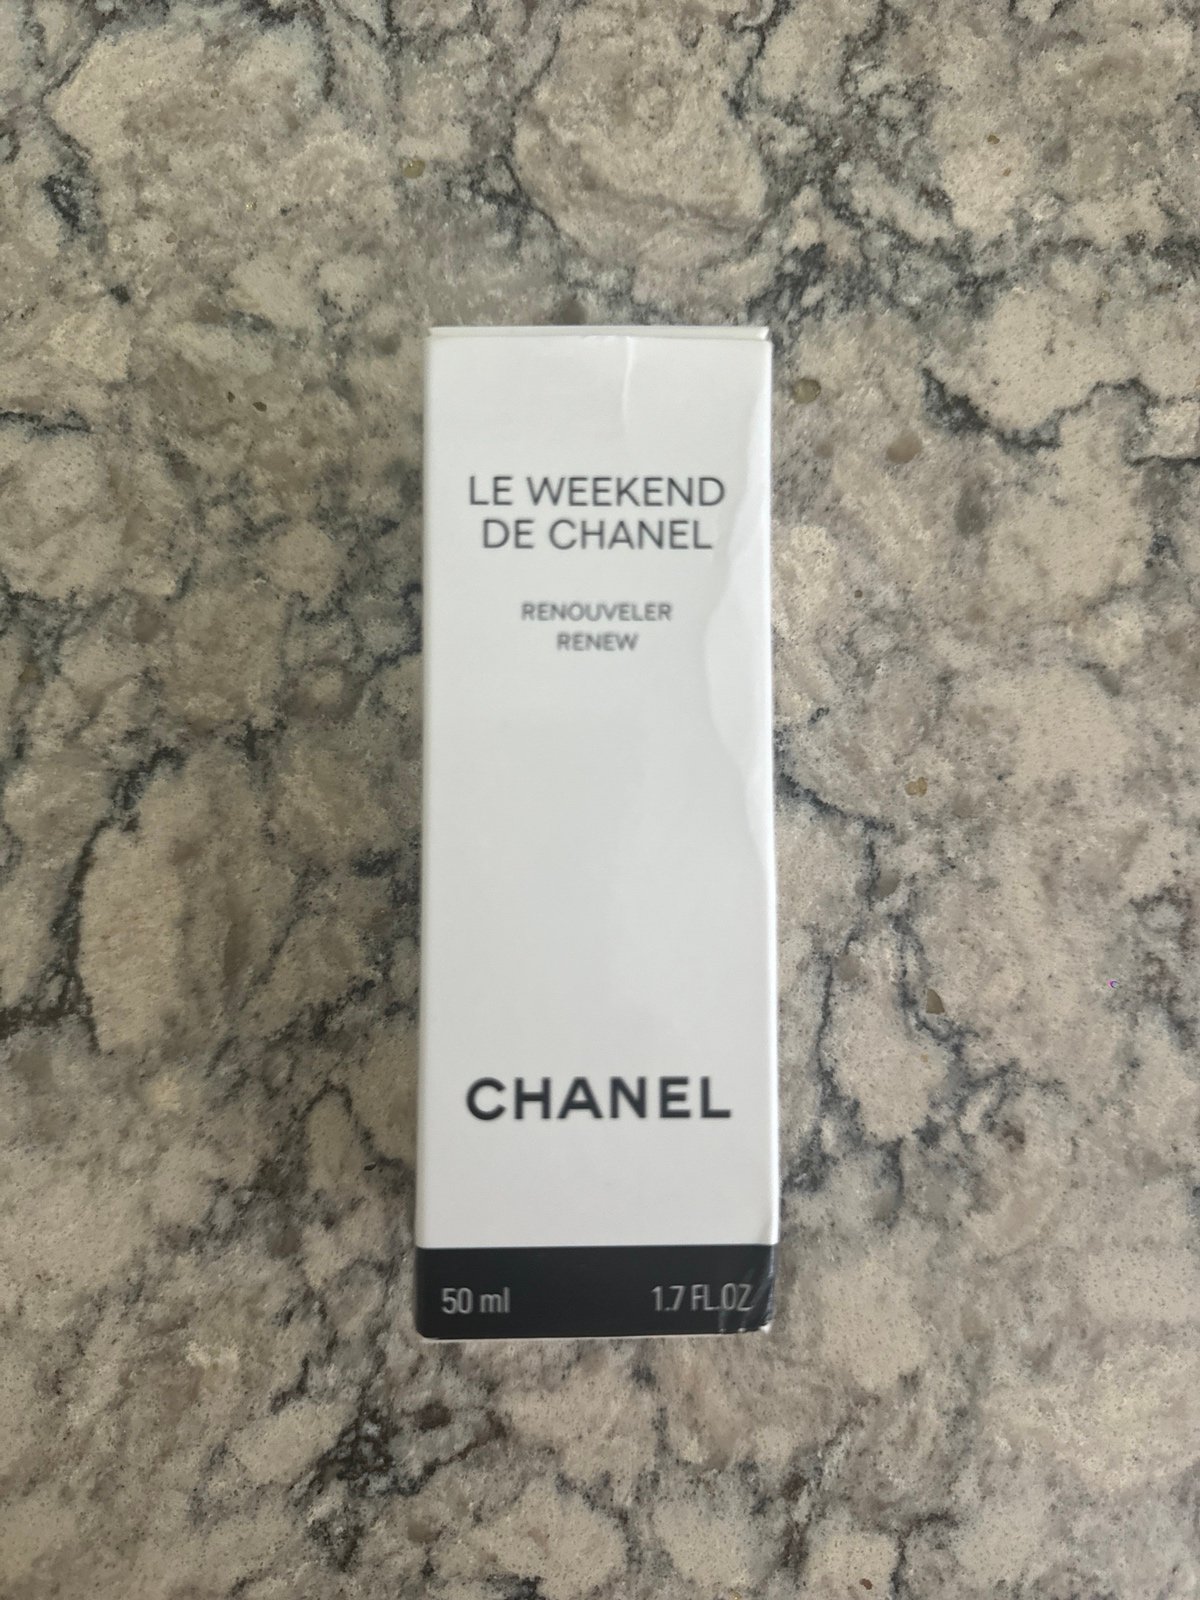 LE WEEKEND
DE CHANEL
RENOUVELER
RENEW
CHANEL
50 ml 1.7 FL.OZ